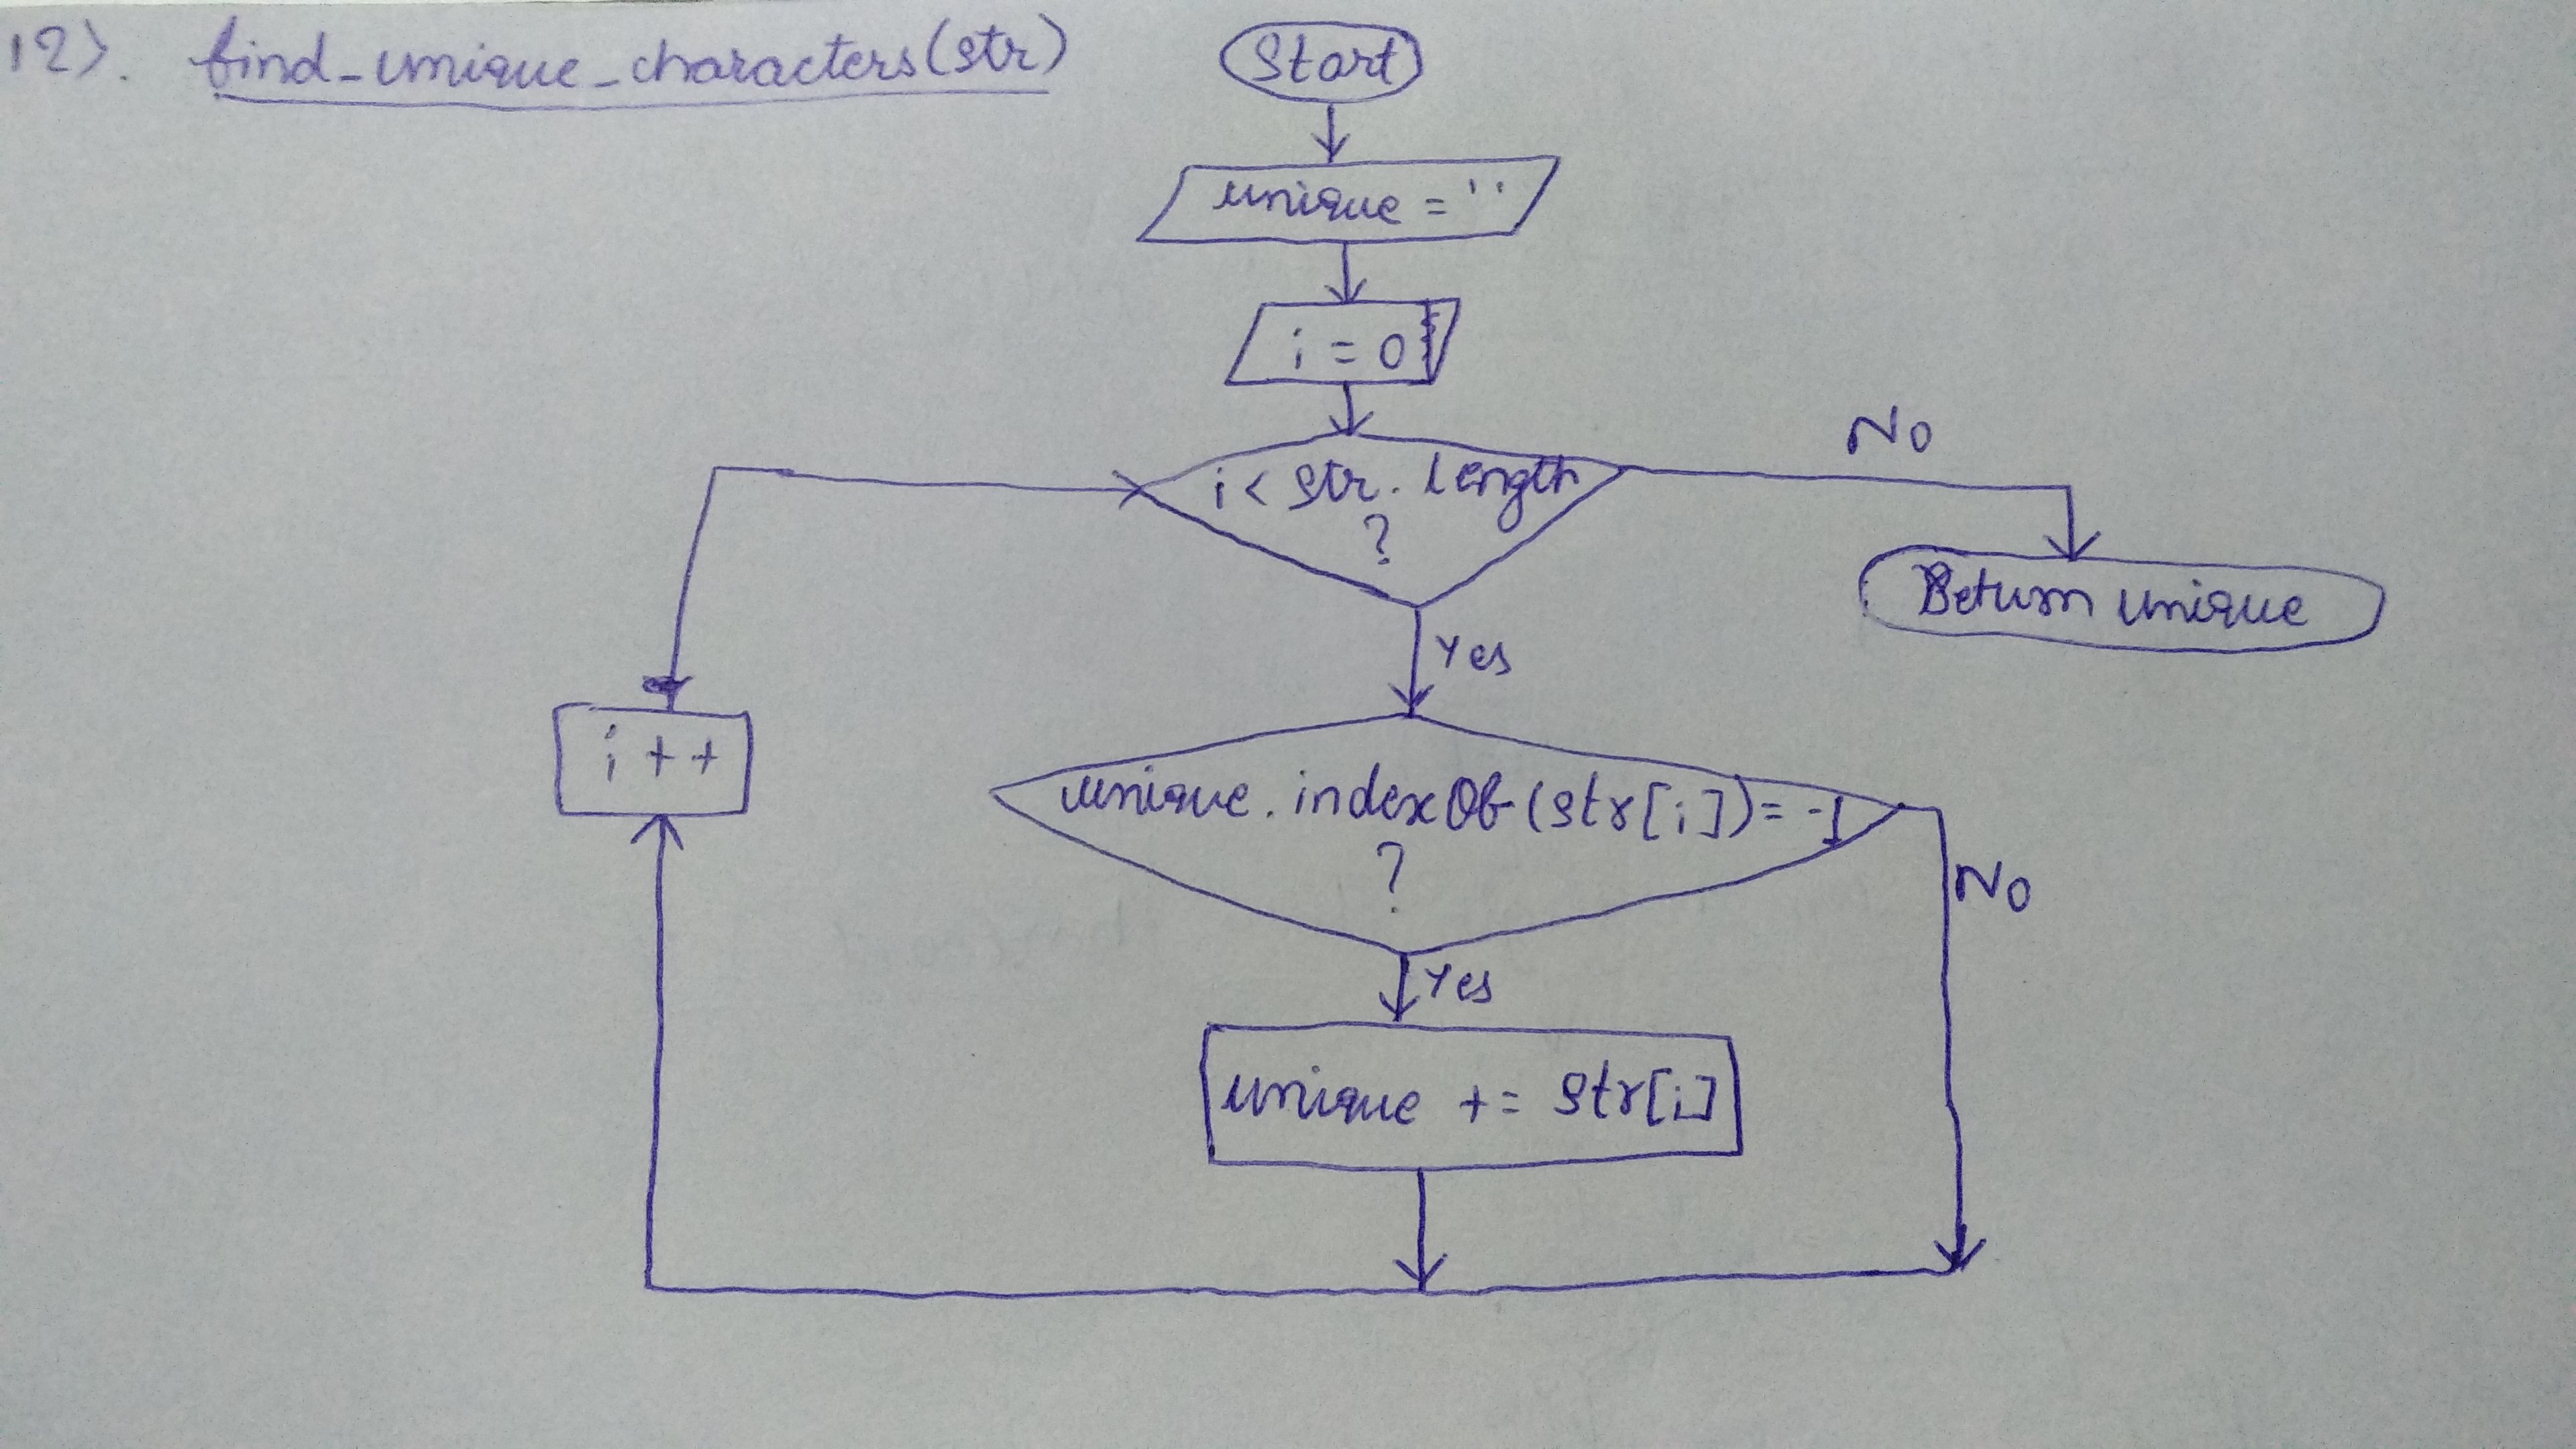 12). find_unique_characters(str)
Start
unique = ''
i = 0
i < str.length
?
No
Return unique
Yes
i++
unique.indexOf(str[i]) = -1
?
No
Yes
unique += str[i]